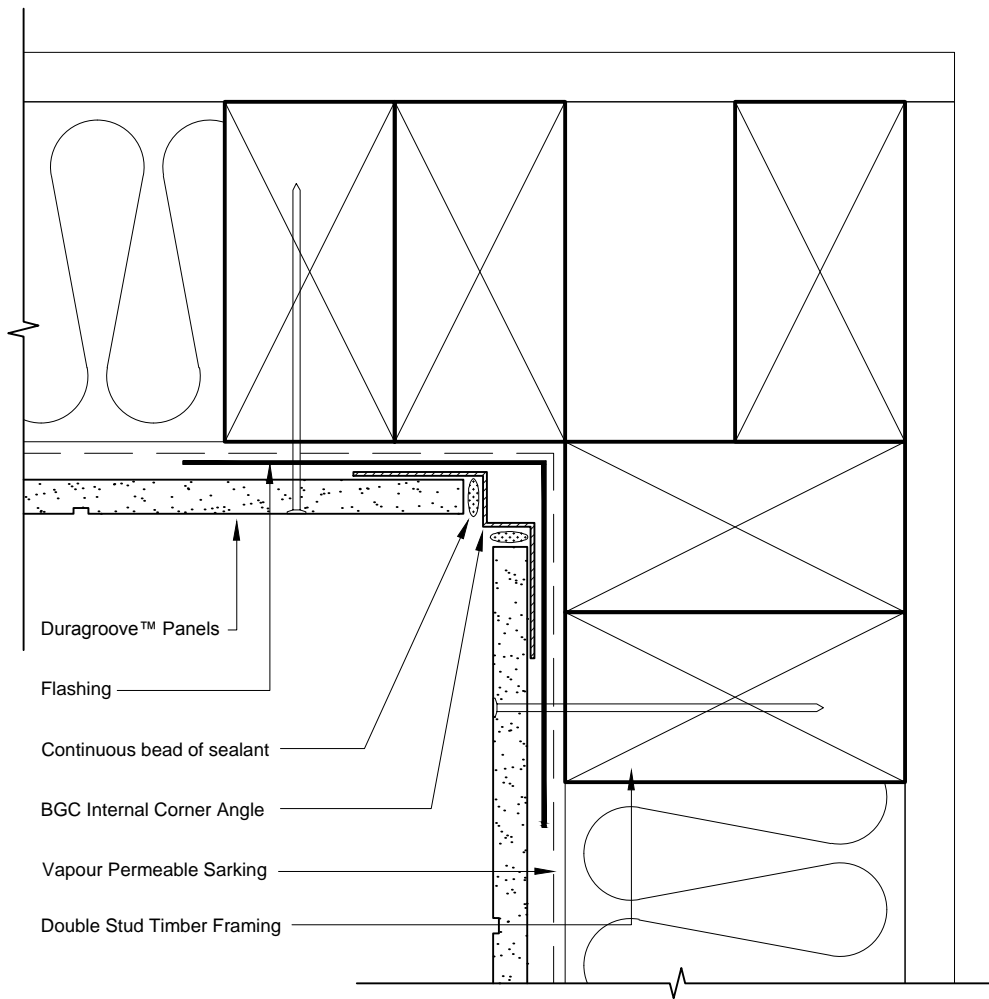 Duragroove™ Panels
Flashing
Continuous bead of sealant
BGC Internal Corner Angle
Vapour Permeable Sarking
Double Stud Timber Framing